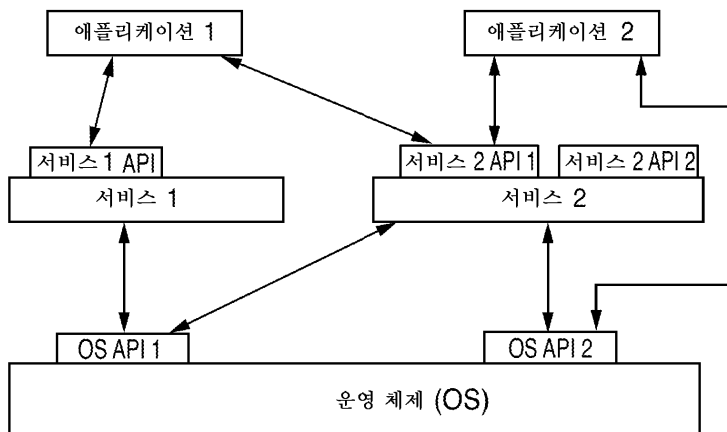 애플리케이션 1
애플리케이션 2
서비스 1 API
서비스 2 API 1
서비스 2 API 2
서비스 1
서비스 2
OS API 1
OS API 2
운영 체제 (OS)